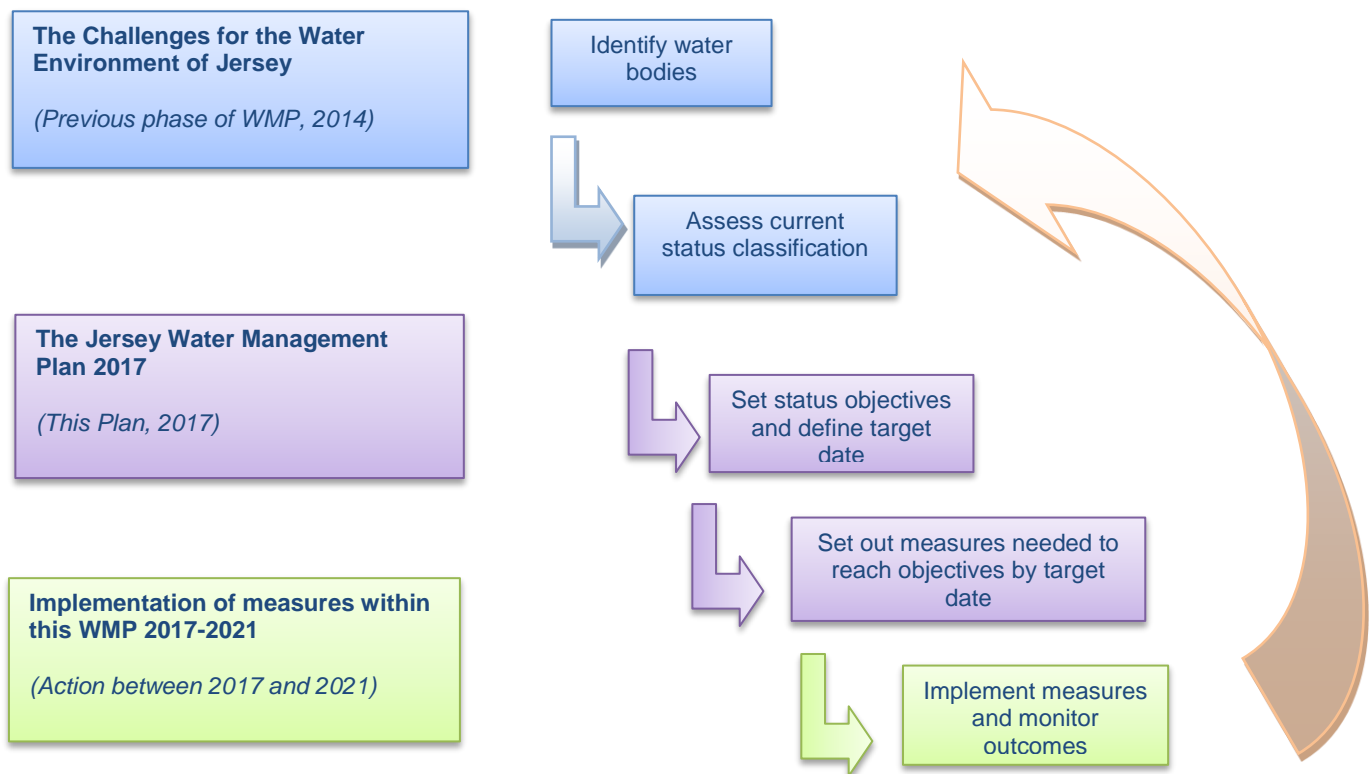 The Challenges for the Water
Environment of Jersey
(Previous phase of WMP, 2014)
Identify water
bodies
Assess current
status classification
The Jersey Water Management
Plan 2017
(This Plan, 2017)
Set status objectives
and define target
date
Set out measures needed to
reach objectives by target
date
Implementation of measures within
this WMP 2017-2021
(Action between 2017 and 2021)
Implement measures
and monitor
outcomes